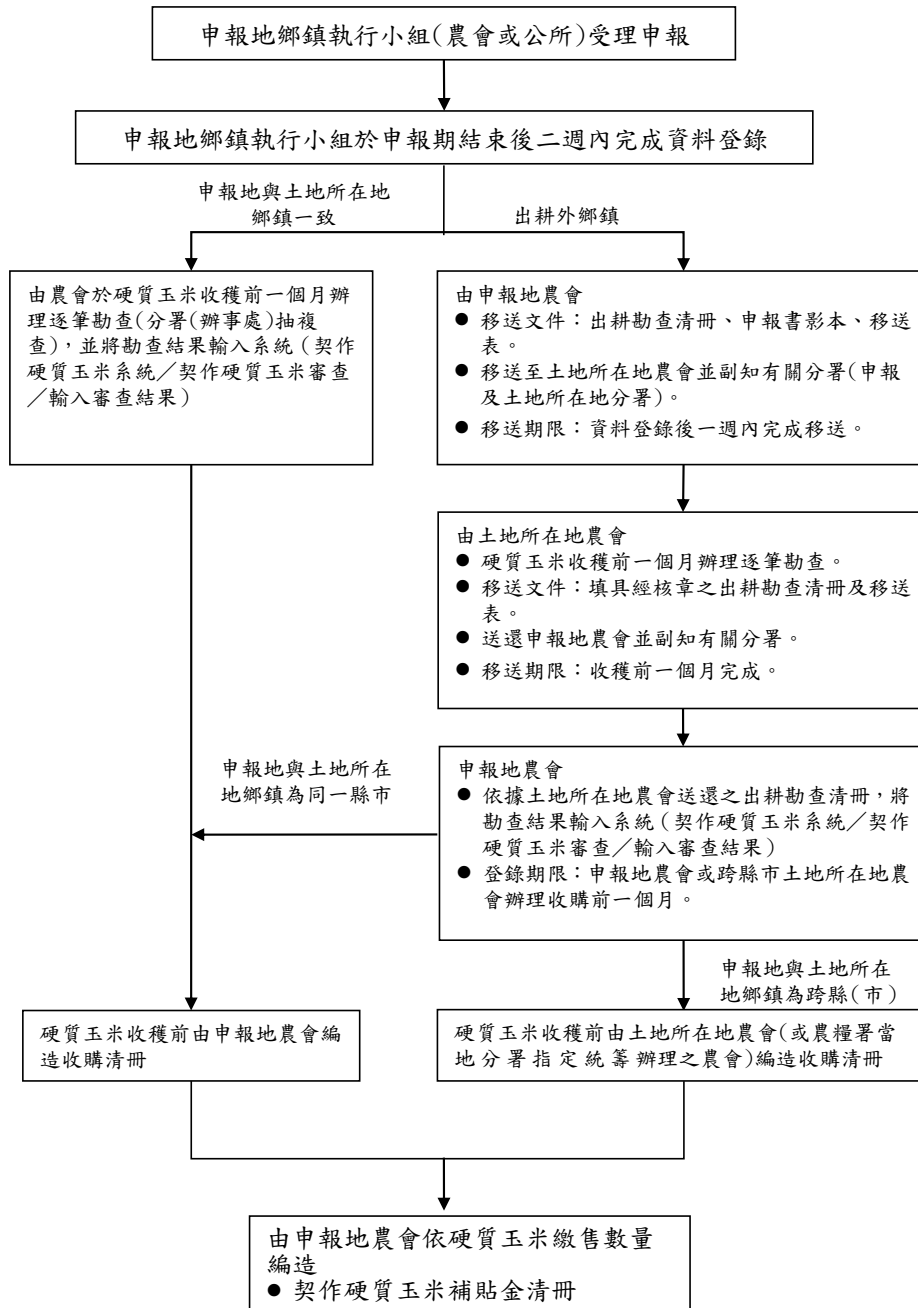 申報地鄉鎮執行小組(農會或公所)受理申報
申報地鄉鎮執行小組於申報期結束後二週內完成資料登錄
申報地與土地所在地
鄉鎮一致
出耕外鄉鎮
由農會於硬質玉米收穫前一個月辦
理逐筆勘查(分署(辦事處)抽複
查)，並將勘查結果輸入系統（契作
硬質玉米系統／契作硬質玉米審查
／輸入審查結果）
由申報地農會
● 移送文件：出耕勘查清冊、申報書影本、移送
表。
● 移送至土地所在地農會並副知有關分署(申報
及土地所在地分署)。
● 移送期限：資料登錄後一週內完成移送。
由土地所在地農會
● 硬質玉米收穫前一個月辦理逐筆勘查。
● 移送文件：填具經核章之出耕勘查清冊及移送
表。
● 送還申報地農會並副知有關分署。
● 移送期限：收穫前一個月完成。
申報地與土地所在
地鄉鎮為同一縣市
申報地農會
● 依據土地所在地農會送還之出耕勘查清冊，將
勘查結果輸入系統（契作硬質玉米系統／契作
硬質玉米審查／輸入審查結果）
● 登錄期限：申報地農會或跨縣市土地所在地農
會辦理收購前一個月。
申報地與土地所在
地鄉鎮為跨縣(市)
硬質玉米收穫前由申報地農會編
造收購清冊
硬質玉米收穫前由土地所在地農會(或農糧署當
地分署指定統籌辦理之農會)編造收購清冊
由申報地農會依硬質玉米繳售數量
編造
● 契作硬質玉米補貼金清冊